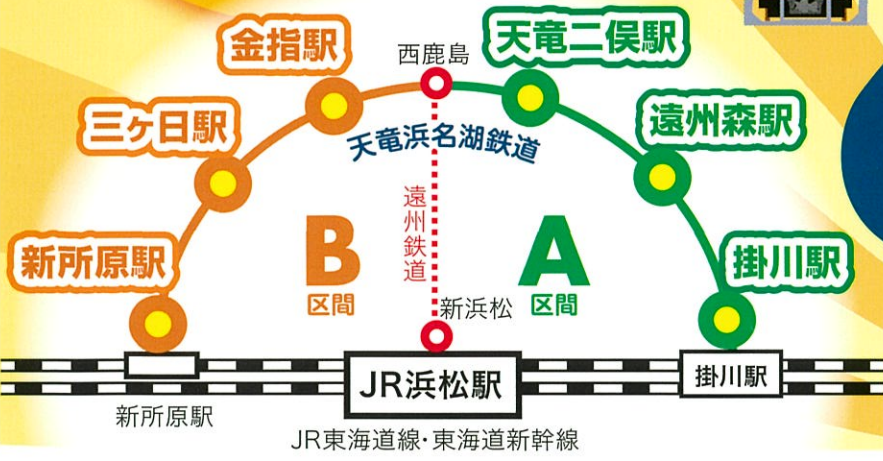 金指駅
西鹿島
天竜二俣駅
三ヶ日駅
天竜浜名湖鉄道
遠州森駅
新所原駅
B
区間
遠州鉄道
A
区間
掛川駅
新浜松
JR浜松駅
掛川駅
新所原駅
JR東海道線・東海道新幹線